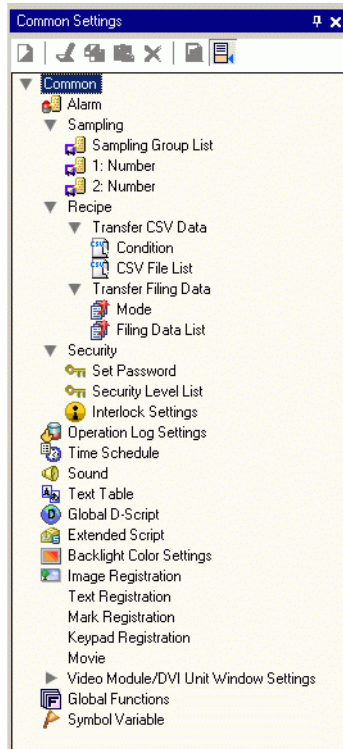 Common Settings
Common
Alarm
Sampling
Sampling Group List
1: Number
2: Number
Recipe
Transfer CSV Data
Condition
CSV File List
Transfer Filing Data
Mode
Filing Data List
Security
Set Password
Security Level List
Interlock Settings
Operation Log Settings
Time Schedule
Sound
Text Table
Global D-Script
Extended Script
Backlight Color Settings
Image Registration
Text Registration
Mark Registration
Keypad Registration
Movie
Video Module/DVI Unit Window Settings
Global Functions
Symbol Variable